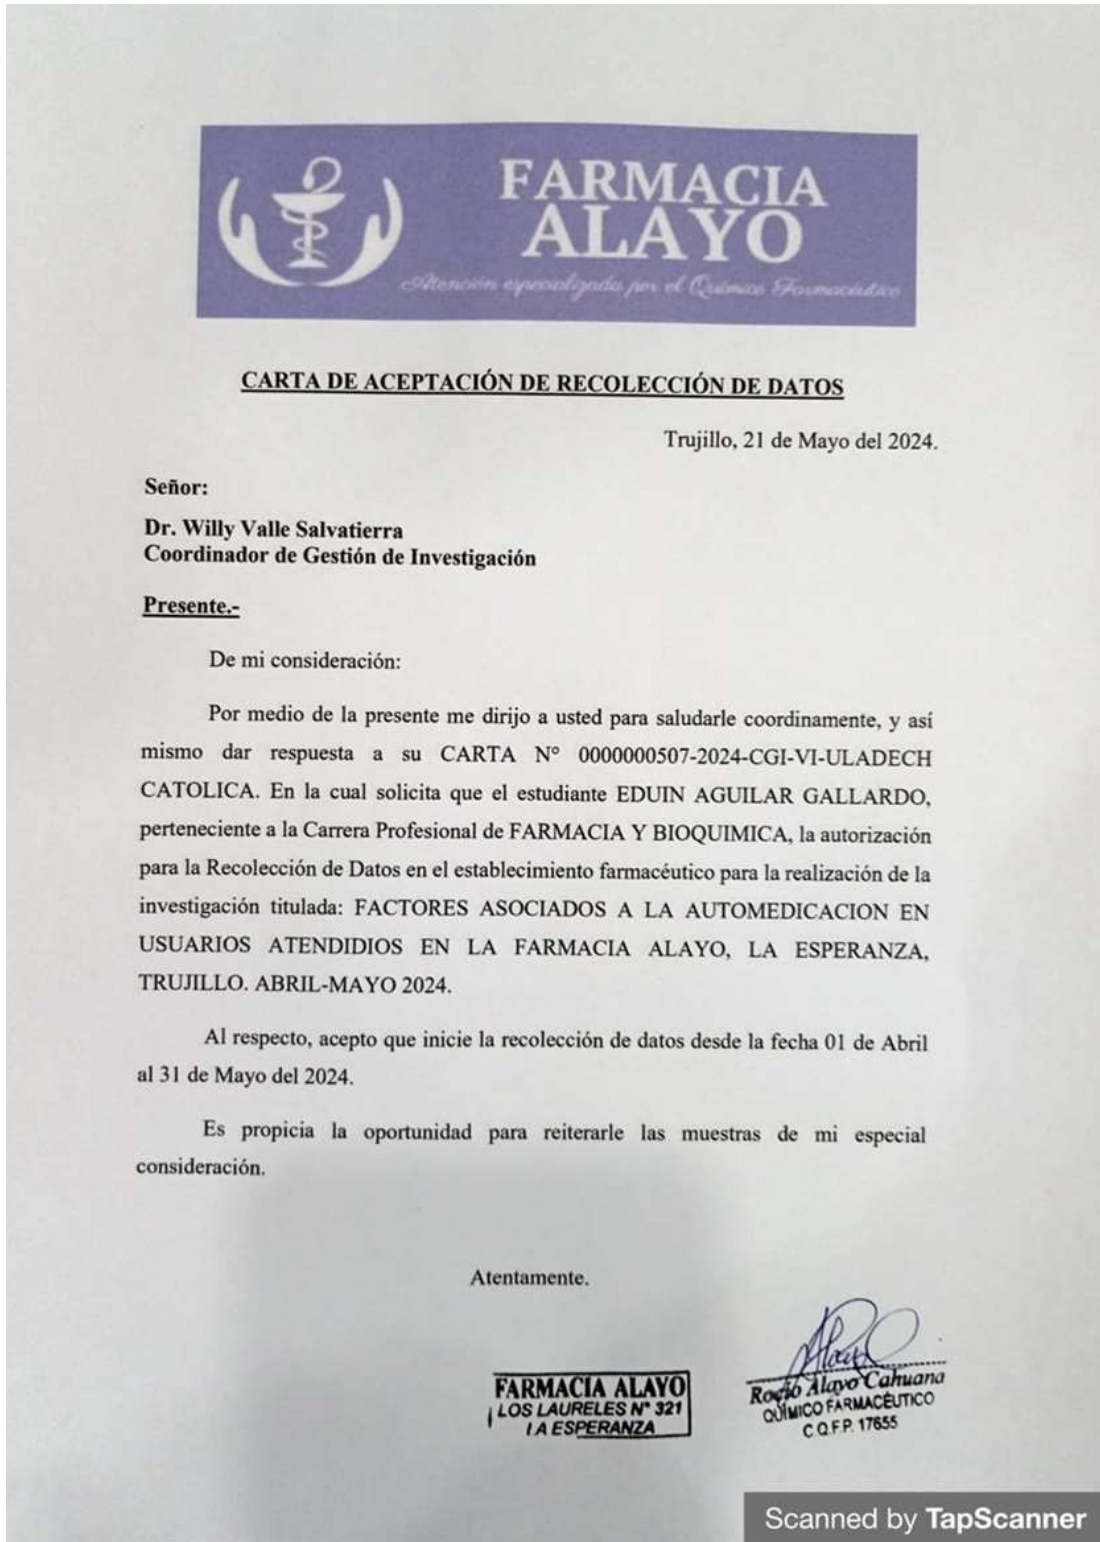 FARMACIA
ALAYO
Atención especializada por el Químico Farmacéutico
CARTA DE ACEPTACIÓN DE RECOLECCIÓN DE DATOS
Trujillo, 21 de Mayo del 2024.
Señor:
Dr. Willy Valle Salvatierra
Coordinador de Gestión de Investigación
Presente.-
De mi consideración:
Por medio de la presente me dirijo a usted para saludarle coordinamente, y así
mismo dar respuesta a su CARTA N° 0000000507-2024-CGI-VI-ULADECH
CATOLICA. En la cual solicita que el estudiante EDUIN AGUILAR GALLARDO,
perteneciente a la Carrera Profesional de FARMACIA Y BIOQUIMICA, la autorización
para la Recolección de Datos en el establecimiento farmacéutico para la realización de la
investigación titulada: FACTORES ASOCIADOS A LA AUTOMEDICACION EN
USUARIOS ATENDIDIOS EN LA FARMACIA ALAYO, LA ESPERANZA,
TRUJILLO. ABRIL-MAYO 2024.
Al respecto, acepto que inicie la recolección de datos desde la fecha 01 de Abril
al 31 de Mayo del 2024.
Es propicia la oportunidad para reiterarle las muestras de mi especial
consideración.
Atentamente.
FARMACIA ALAYO
LOS LAURELES N° 321
LA ESPERANZA
Rocío Alayo Cahuana
QUÍMICO FARMACÉUTICO
C.Q.F.P. 17655
Scanned by TapScanner